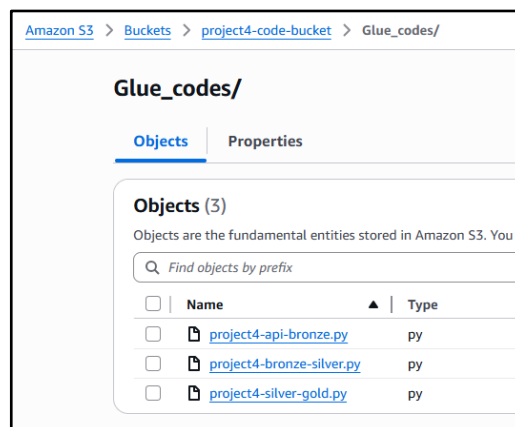 Amazon S3 > Buckets > project4-code-bucket > Glue_codes/
Glue_codes/
Objects Properties
Objects (3)
Objects are the fundamental entities stored in Amazon S3. You
Find objects by prefix
Name Type
project4-api-bronze.py py
project4-bronze-silver.py py
project4-silver-gold.py py